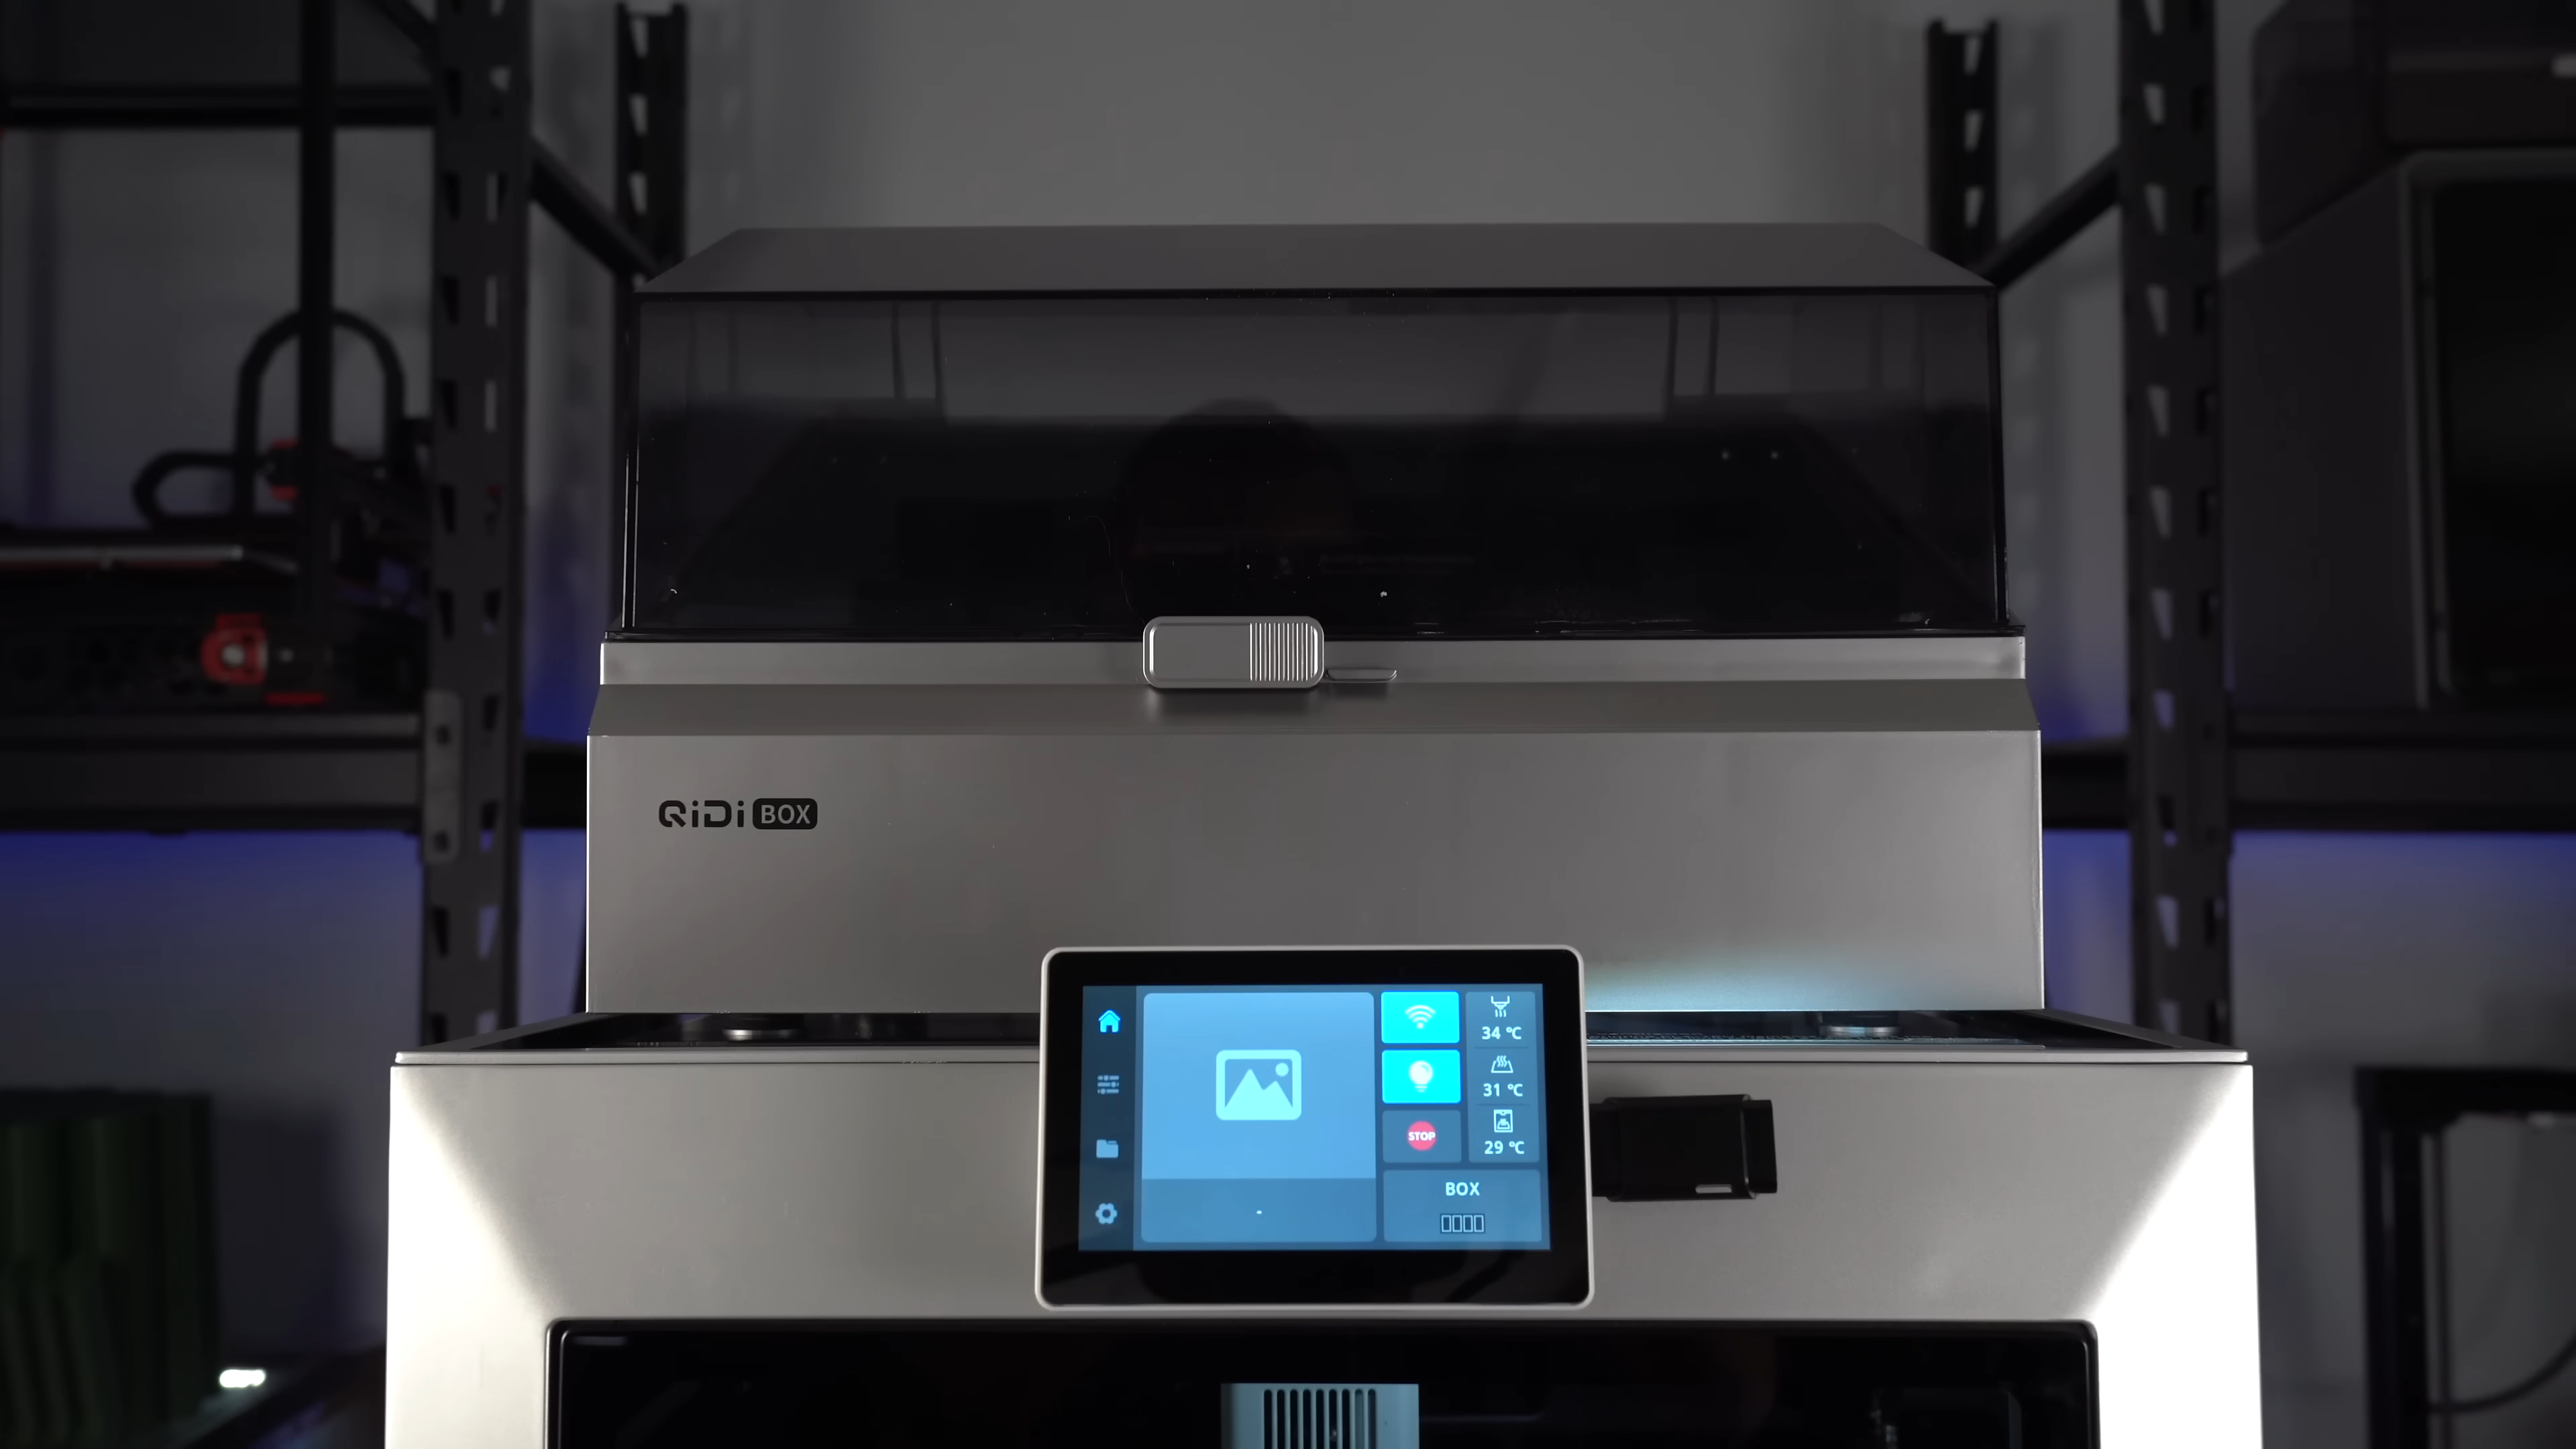 QIDI BOX
34 ℃
31 ℃
STOP
29 ℃
BOX
-